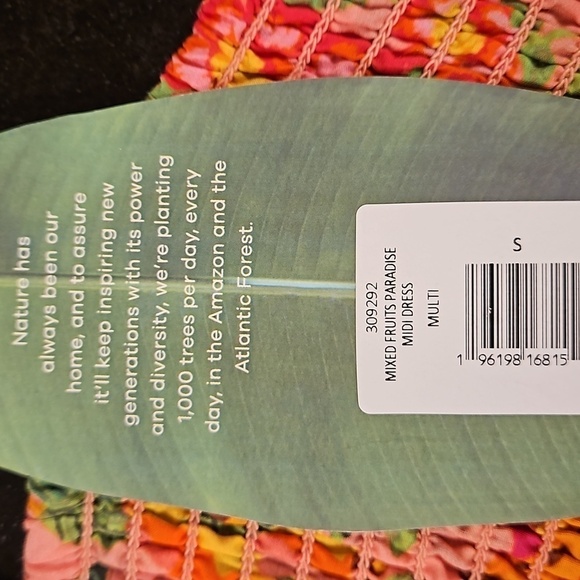 Nature has
always been our
home, and to assure
it'll keep inspiring new
generations with its power
and diversity, we're planting
1,000 trees per day, every
day, in the Amazon and the
Atlantic Forest.
309292
MIXED FRUITS PARADISE
MIDI DRESS
MULTI
S
1 96198 16815